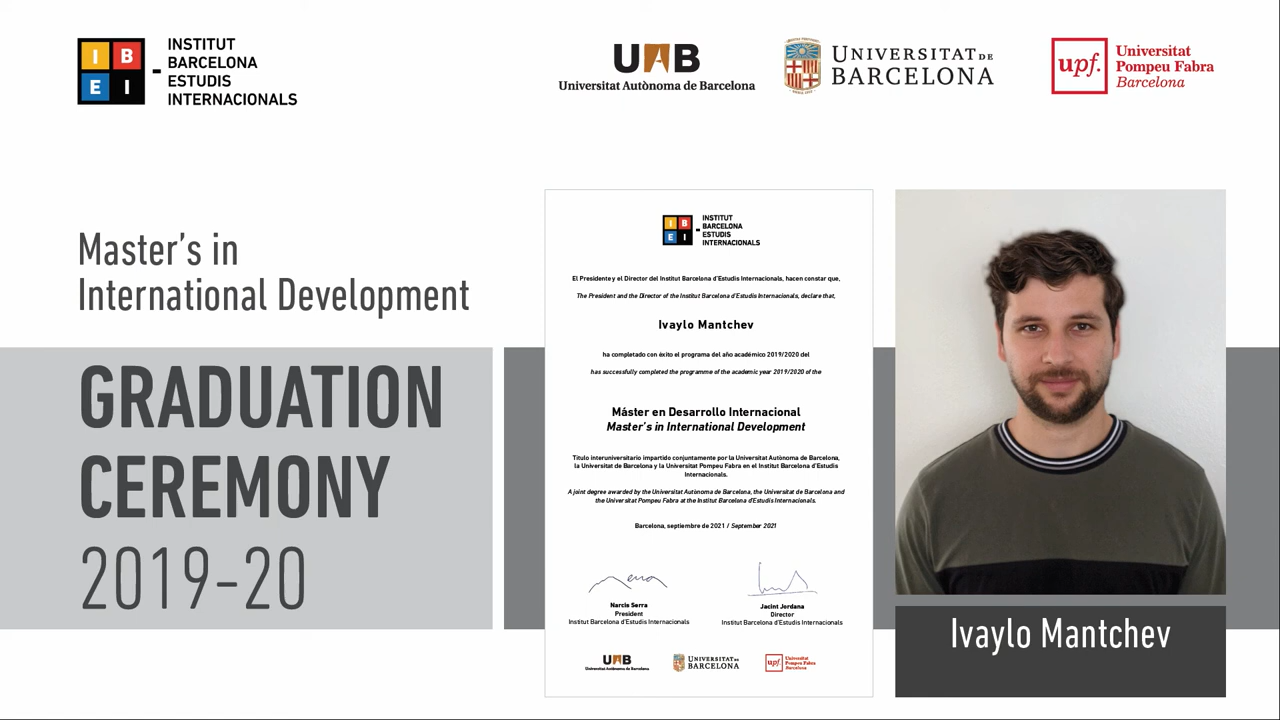 I B
E I
INSTITUT
BARCELONA
ESTUDIS
INTERNACIONALS
UAB
Universitat Autònoma de Barcelona
UNIVERSITAT DE
BARCELONA
upf.
Universitat
Pompeu Fabra
Barcelona
Master's in
International Development
GRADUATION
CEREMONY
2019-20
I B
E I
INSTITUT
BARCELONA
ESTUDIS
INTERNACIONALS
El Presidente y el Director del Institut Barcelona d'Estudis Internacionals, hacen constar que,
The President and the Director of the Institut Barcelona d'Estudis Internacionals, declare that,
Ivaylo Mantchev
ha completado con éxito el programa del año académico 2019/2020 del
has successfully completed the programme of the academic year 2019/2020 of the
Máster en Desarrollo Internacional
Master's in International Development
Título interuniversitario impartido conjuntamente por la Universitat Autònoma de Barcelona,
la Universitat de Barcelona y la Universitat Pompeu Fabra en el Institut Barcelona d'Estudis
Internacionals.
A joint degree awarded by the Universitat Autònoma de Barcelona, the Universitat de Barcelona and
the Universitat Pompeu Fabra at the Institut Barcelona d'Estudis Internacionals.
Barcelona, septiembre de 2021 / September 2021
Narcís Serra
President
Institut Barcelona d'Estudis Internacionals
Jacint Jordana
Director
Institut Barcelona d'Estudis Internacionals
UAB
Universitat Autònoma de Barcelona
UNIVERSITAT DE
BARCELONA
upf.
Universitat
Pompeu Fabra
Barcelona
Ivaylo Mantchev